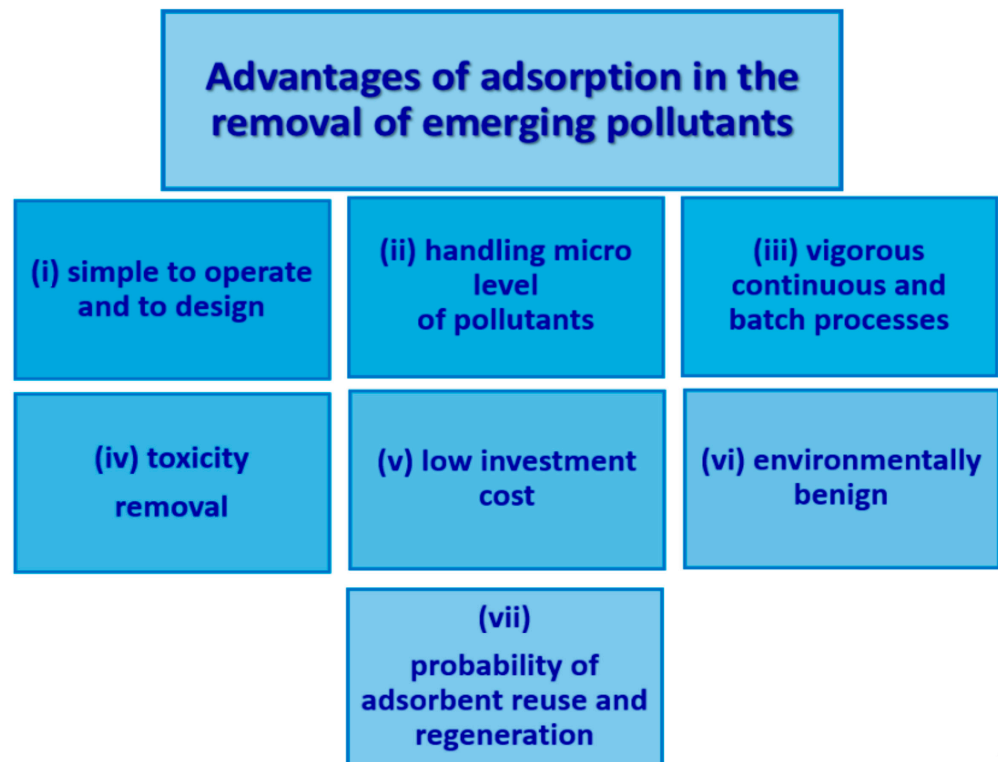 Advantages of adsorption in the
removal of emerging pollutants
(i) simple to operate
and to design
(ii) handling micro
level
of pollutants
(iii) vigorous
continuous and
batch processes
(iv) toxicity
removal
(v) low investment
cost
(vi) environmentally
benign
(vii)
probability of
adsorbent reuse and
regeneration